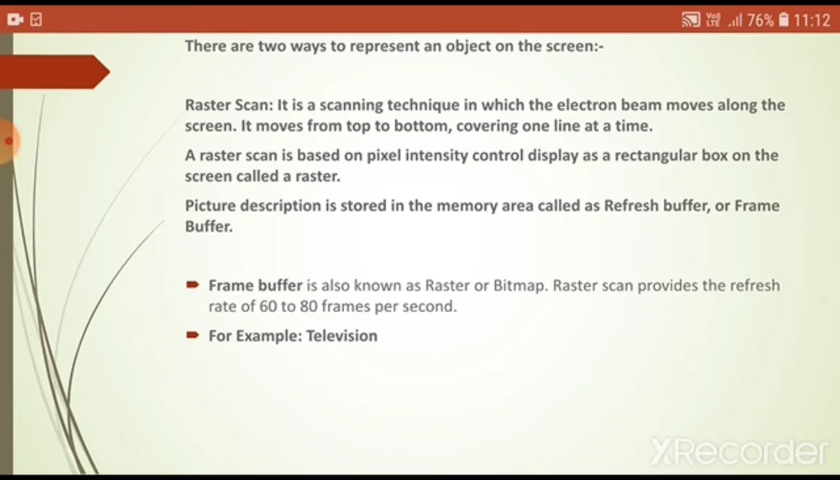 76% 11:12
There are two ways to represent an object on the screen:-
Raster Scan: It is a scanning technique in which the electron beam moves along the
screen. It moves from top to bottom, covering one line at a time.
A raster scan is based on pixel intensity control display as a rectangular box on the
screen called a raster.
Picture description is stored in the memory area called as Refresh buffer, or Frame
Buffer.
Frame buffer is also known as Raster or Bitmap. Raster scan provides the refresh
rate of 60 to 80 frames per second.
For Example: Television
XRecorder